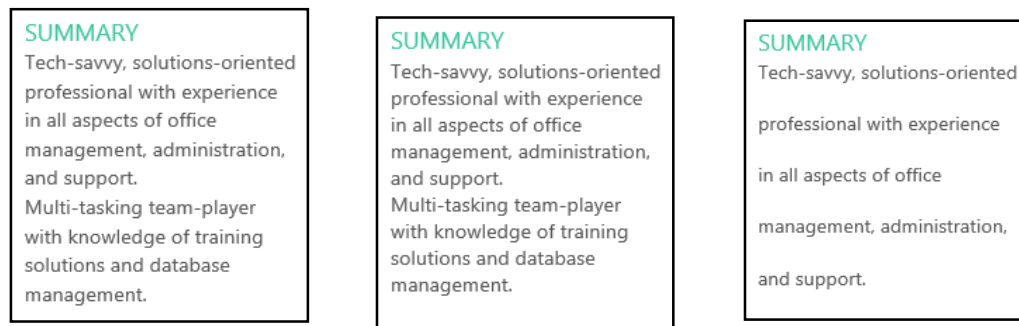 SUMMARY
Tech-savvy, solutions-oriented
professional with experience
in all aspects of office
management, administration,
and support.
Multi-tasking team-player
with knowledge of training
solutions and database
management.
SUMMARY
Tech-savvy, solutions-oriented
professional with experience
in all aspects of office
management, administration,
and support.
Multi-tasking team-player
with knowledge of training
solutions and database
management.
SUMMARY
Tech-savvy, solutions-oriented
professional with experience
in all aspects of office
management, administration,
and support.